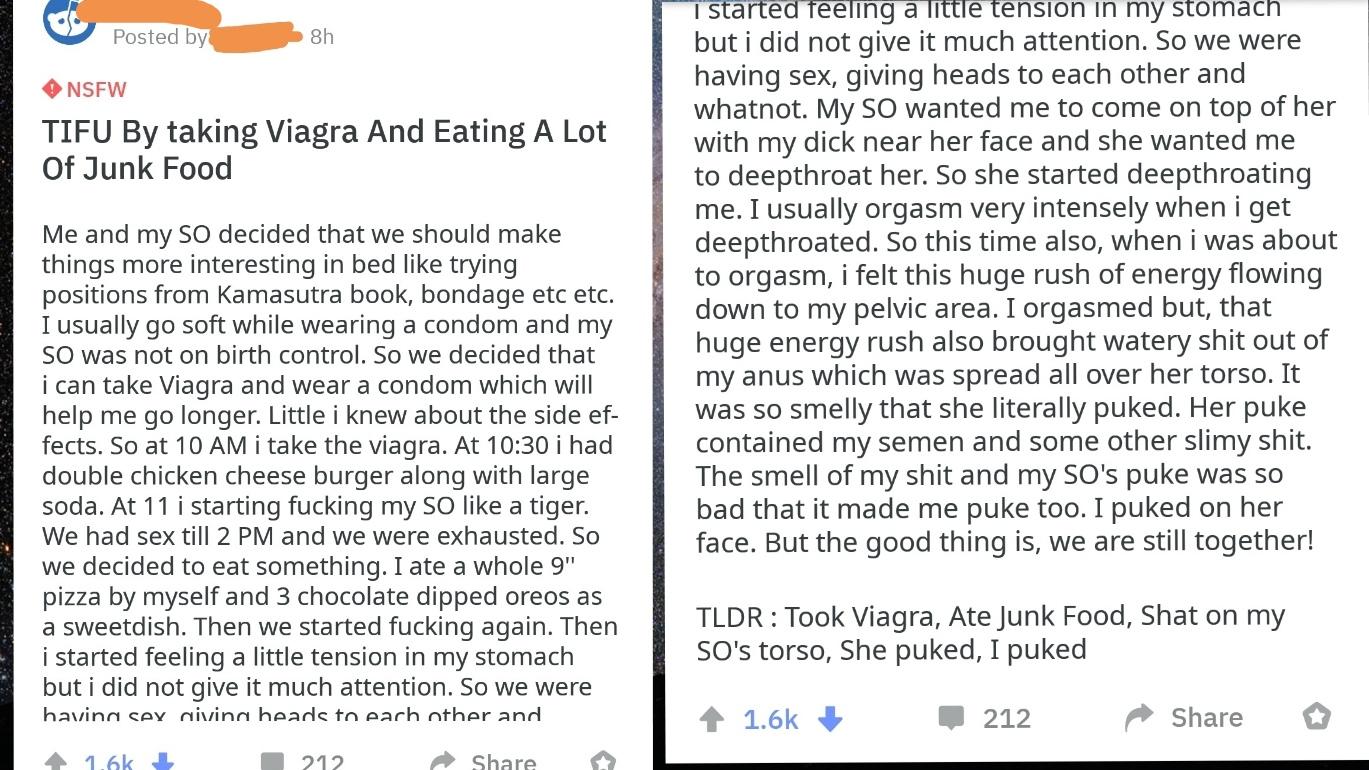 Posted by 8h
NSFW
TIFU By taking Viagra And Eating A Lot
Of Junk Food
Me and my SO decided that we should make
things more interesting in bed like trying
positions from Kamasutra book, bondage etc etc.
I usually go soft while wearing a condom and my
SO was not on birth control. So we decided that
i can take Viagra and wear a condom which will
help me go longer. Little i knew about the side ef-
fects. So at 10 AM i take the viagra. At 10:30 i had
double chicken cheese burger along with large
soda. At 11 i starting fucking my SO like a tiger.
We had sex till 2 PM and we were exhausted. So
we decided to eat something. I ate a whole 9''
pizza by myself and 3 chocolate dipped oreos as
a sweetdish. Then we started fucking again. Then
i started feeling a little tension in my stomach
but i did not give it much attention. So we were
having sex, giving heads to each other and
1.6k 212 Share
i started feeling a little tension in my stomach
but i did not give it much attention. So we were
having sex, giving heads to each other and
whatnot. My SO wanted me to come on top of her
with my dick near her face and she wanted me
to deepthroat her. So she started deepthroating
me. I usually orgasm very intensely when i get
deepthroated. So this time also, when i was about
to orgasm, i felt this huge rush of energy flowing
down to my pelvic area. I orgasmed but, that
huge energy rush also brought watery shit out of
my anus which was spread all over her torso. It
was so smelly that she literally puked. Her puke
contained my semen and some other slimy shit.
The smell of my shit and my SO's puke was so
bad that it made me puke too. I puked on her
face. But the good thing is, we are still together!
TLDR : Took Viagra, Ate Junk Food, Shat on my
SO's torso, She puked, I puked
1.6k 212 Share